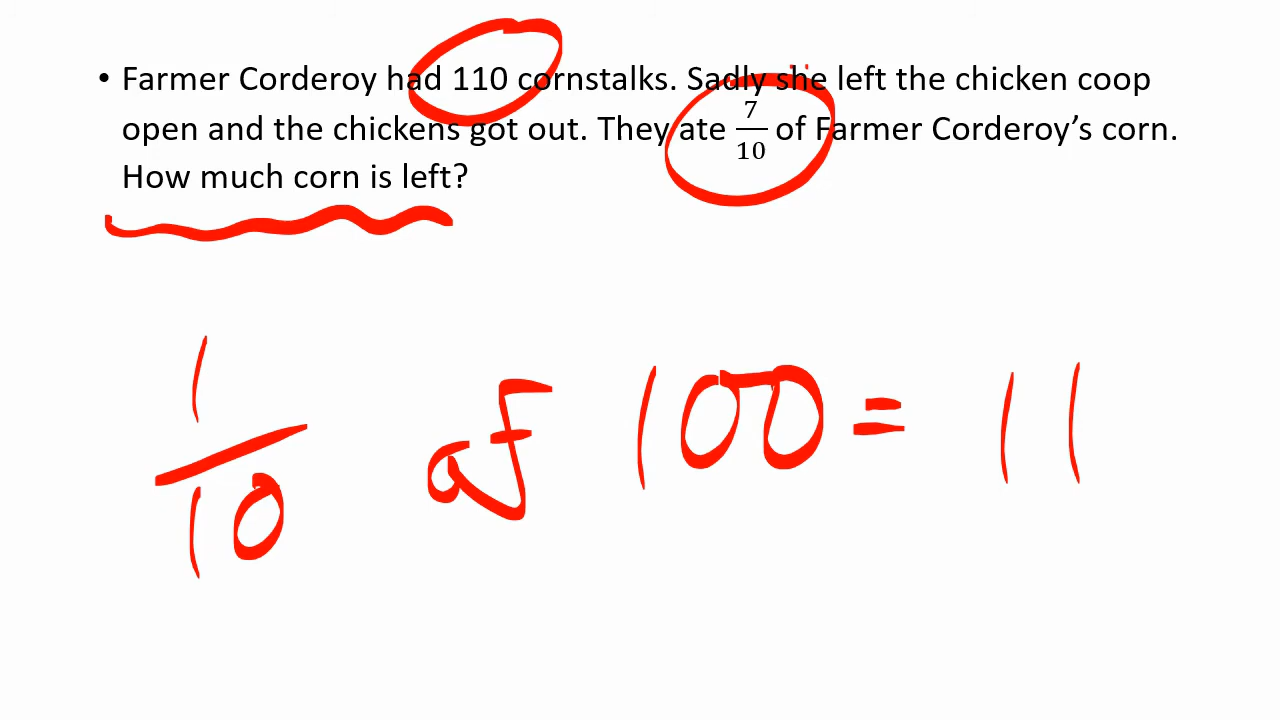 • Farmer Corderoy had 110 cornstalks. Sadly she left the chicken coop
open and the chickens got out. They ate 7/10 of Farmer Corderoy’s corn.
How much corn is left?
1/10 of 100 = 11